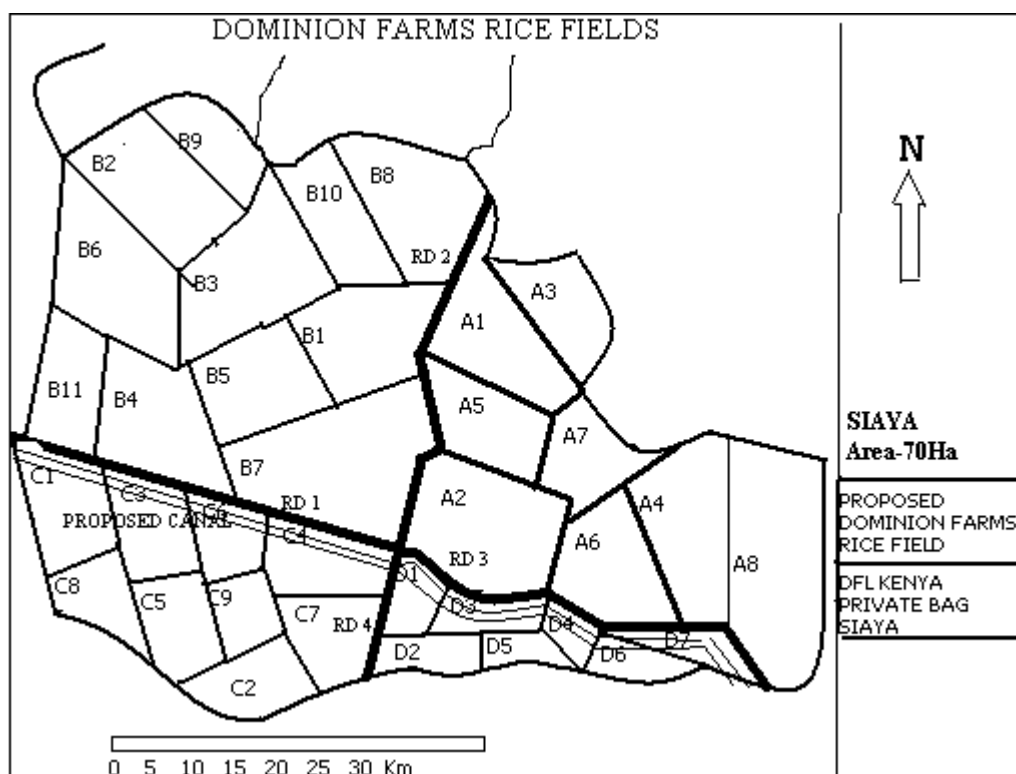 DOMINION FARMS RICE FIELDS
N
B9
B2
B8
B10
B6
RD 2
B3
A3
A1
B1
B5
B11
B4
A5
A7
SIAYA
Area-70Ha
B7
A2
A4
C1
C3
RD 1
PROPOSED CANAL
C4
A6
RD 3
A8
PROPOSED
DOMINION FARMS
RICE FIELD
D1
C8
C5
C9
C7
RD 4
D3
D4
D7
DFL KENYA
PRIVATE BAG
SIAYA
D2
D5
D6
C2
0 5 10 15 20 25 30 Km